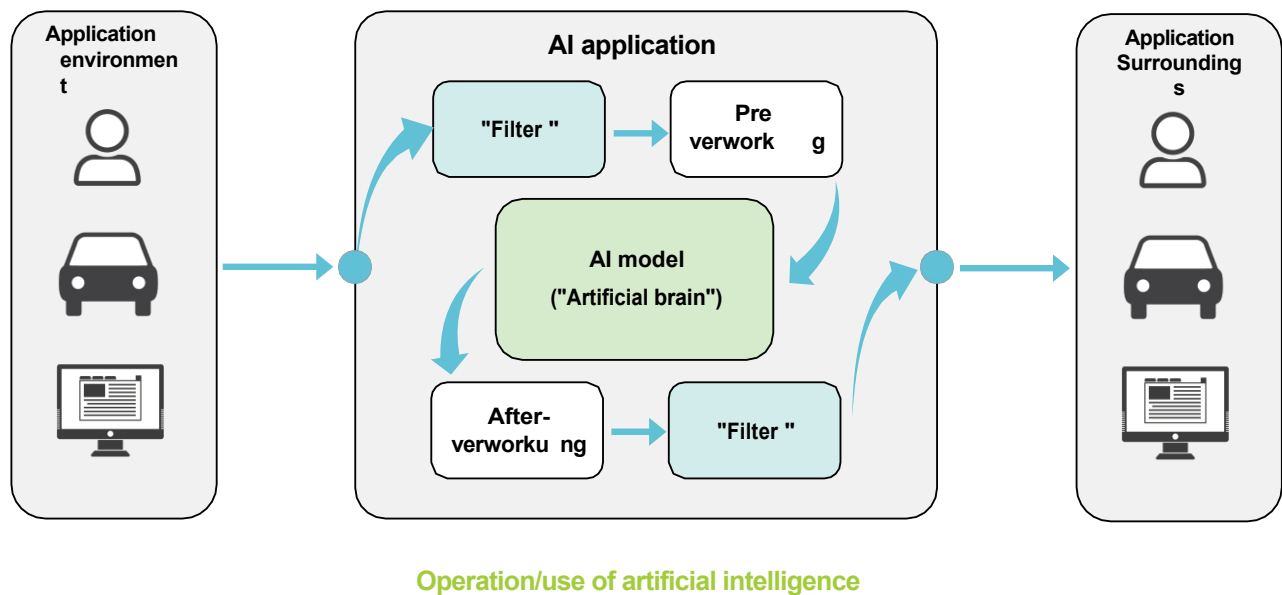 Application
environmen
t
AI application
"Filter "
Pre
verwork g
AI model
("Artificial brain")
After-
verworku ng
"Filter "
Application
Surrounding
s
Operation/use of artificial intelligence